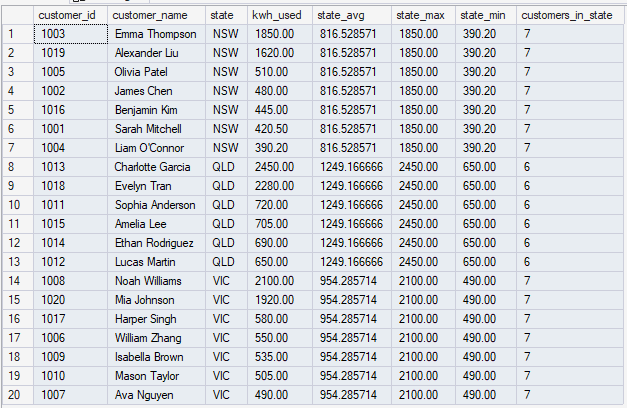 customer_id customer_name state kwh_used state_avg state_max state_min customers_in_state
1 1003 Emma Thompson NSW 1850.00 816.528571 1850.00 390.20 7
2 1019 Alexander Liu NSW 1620.00 816.528571 1850.00 390.20 7
3 1005 Olivia Patel NSW 510.00 816.528571 1850.00 390.20 7
4 1002 James Chen NSW 480.00 816.528571 1850.00 390.20 7
5 1016 Benjamin Kim NSW 445.00 816.528571 1850.00 390.20 7
6 1001 Sarah Mitchell NSW 420.50 816.528571 1850.00 390.20 7
7 1004 Liam O'Connor NSW 390.20 816.528571 1850.00 390.20 7
8 1013 Charlotte Garcia QLD 2450.00 1249.166666 2450.00 650.00 6
9 1018 Evelyn Tran QLD 2280.00 1249.166666 2450.00 650.00 6
10 1011 Sophia Anderson QLD 720.00 1249.166666 2450.00 650.00 6
11 1015 Amelia Lee QLD 705.00 1249.166666 2450.00 650.00 6
12 1014 Ethan Rodriguez QLD 690.00 1249.166666 2450.00 650.00 6
13 1012 Lucas Martin QLD 650.00 1249.166666 2450.00 650.00 6
14 1008 Noah Williams VIC 2100.00 954.285714 2100.00 490.00 7
15 1020 Mia Johnson VIC 1920.00 954.285714 2100.00 490.00 7
16 1017 Harper Singh VIC 580.00 954.285714 2100.00 490.00 7
17 1006 William Zhang VIC 550.00 954.285714 2100.00 490.00 7
18 1009 Isabella Brown VIC 535.00 954.285714 2100.00 490.00 7
19 1010 Mason Taylor VIC 505.00 954.285714 2100.00 490.00 7
20 1007 Ava Nguyen VIC 490.00 954.285714 2100.00 490.00 7